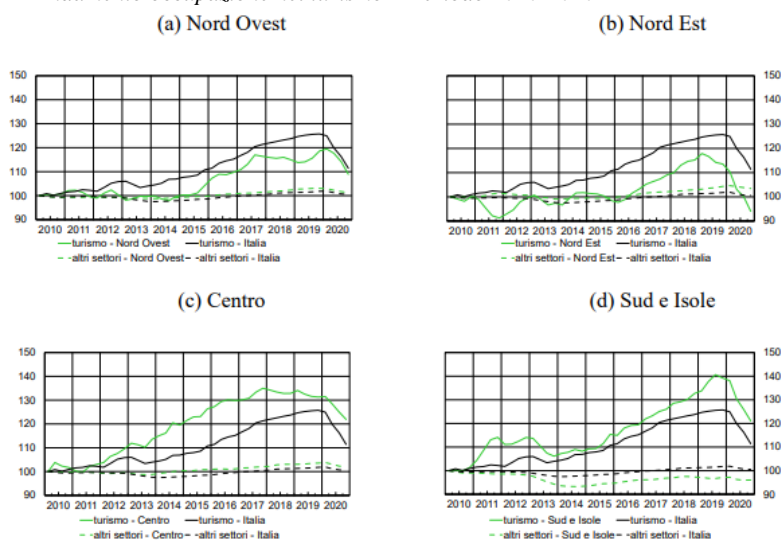 (a) Nord Ovest
(b) Nord Est
150
140
130
120
110
100
90
2010 2011 2012 2013 2014 2015 2016 2017 2018 2019 2020
turismo - Nord Ovest turismo - Italia
altri settori - Nord Ovest altri settori - Italia
150
140
130
120
110
100
90
2010 2011 2012 2013 2014 2015 2016 2017 2018 2019 2020
turismo - Nord Est turismo - Italia
altri settori - Nord Est altri settori - Italia
(c) Centro
(d) Sud e Isole
150
140
130
120
110
100
90
2010 2011 2012 2013 2014 2015 2016 2017 2018 2019 2020
turismo - Centro turismo - Italia
altri settori - Centro altri settori - Italia
150
140
130
120
110
100
90
2010 2011 2012 2013 2014 2015 2016 2017 2018 2019 2020
turismo - Sud e Isole turismo - Italia
altri settori - Sud e Isole altri settori - Italia